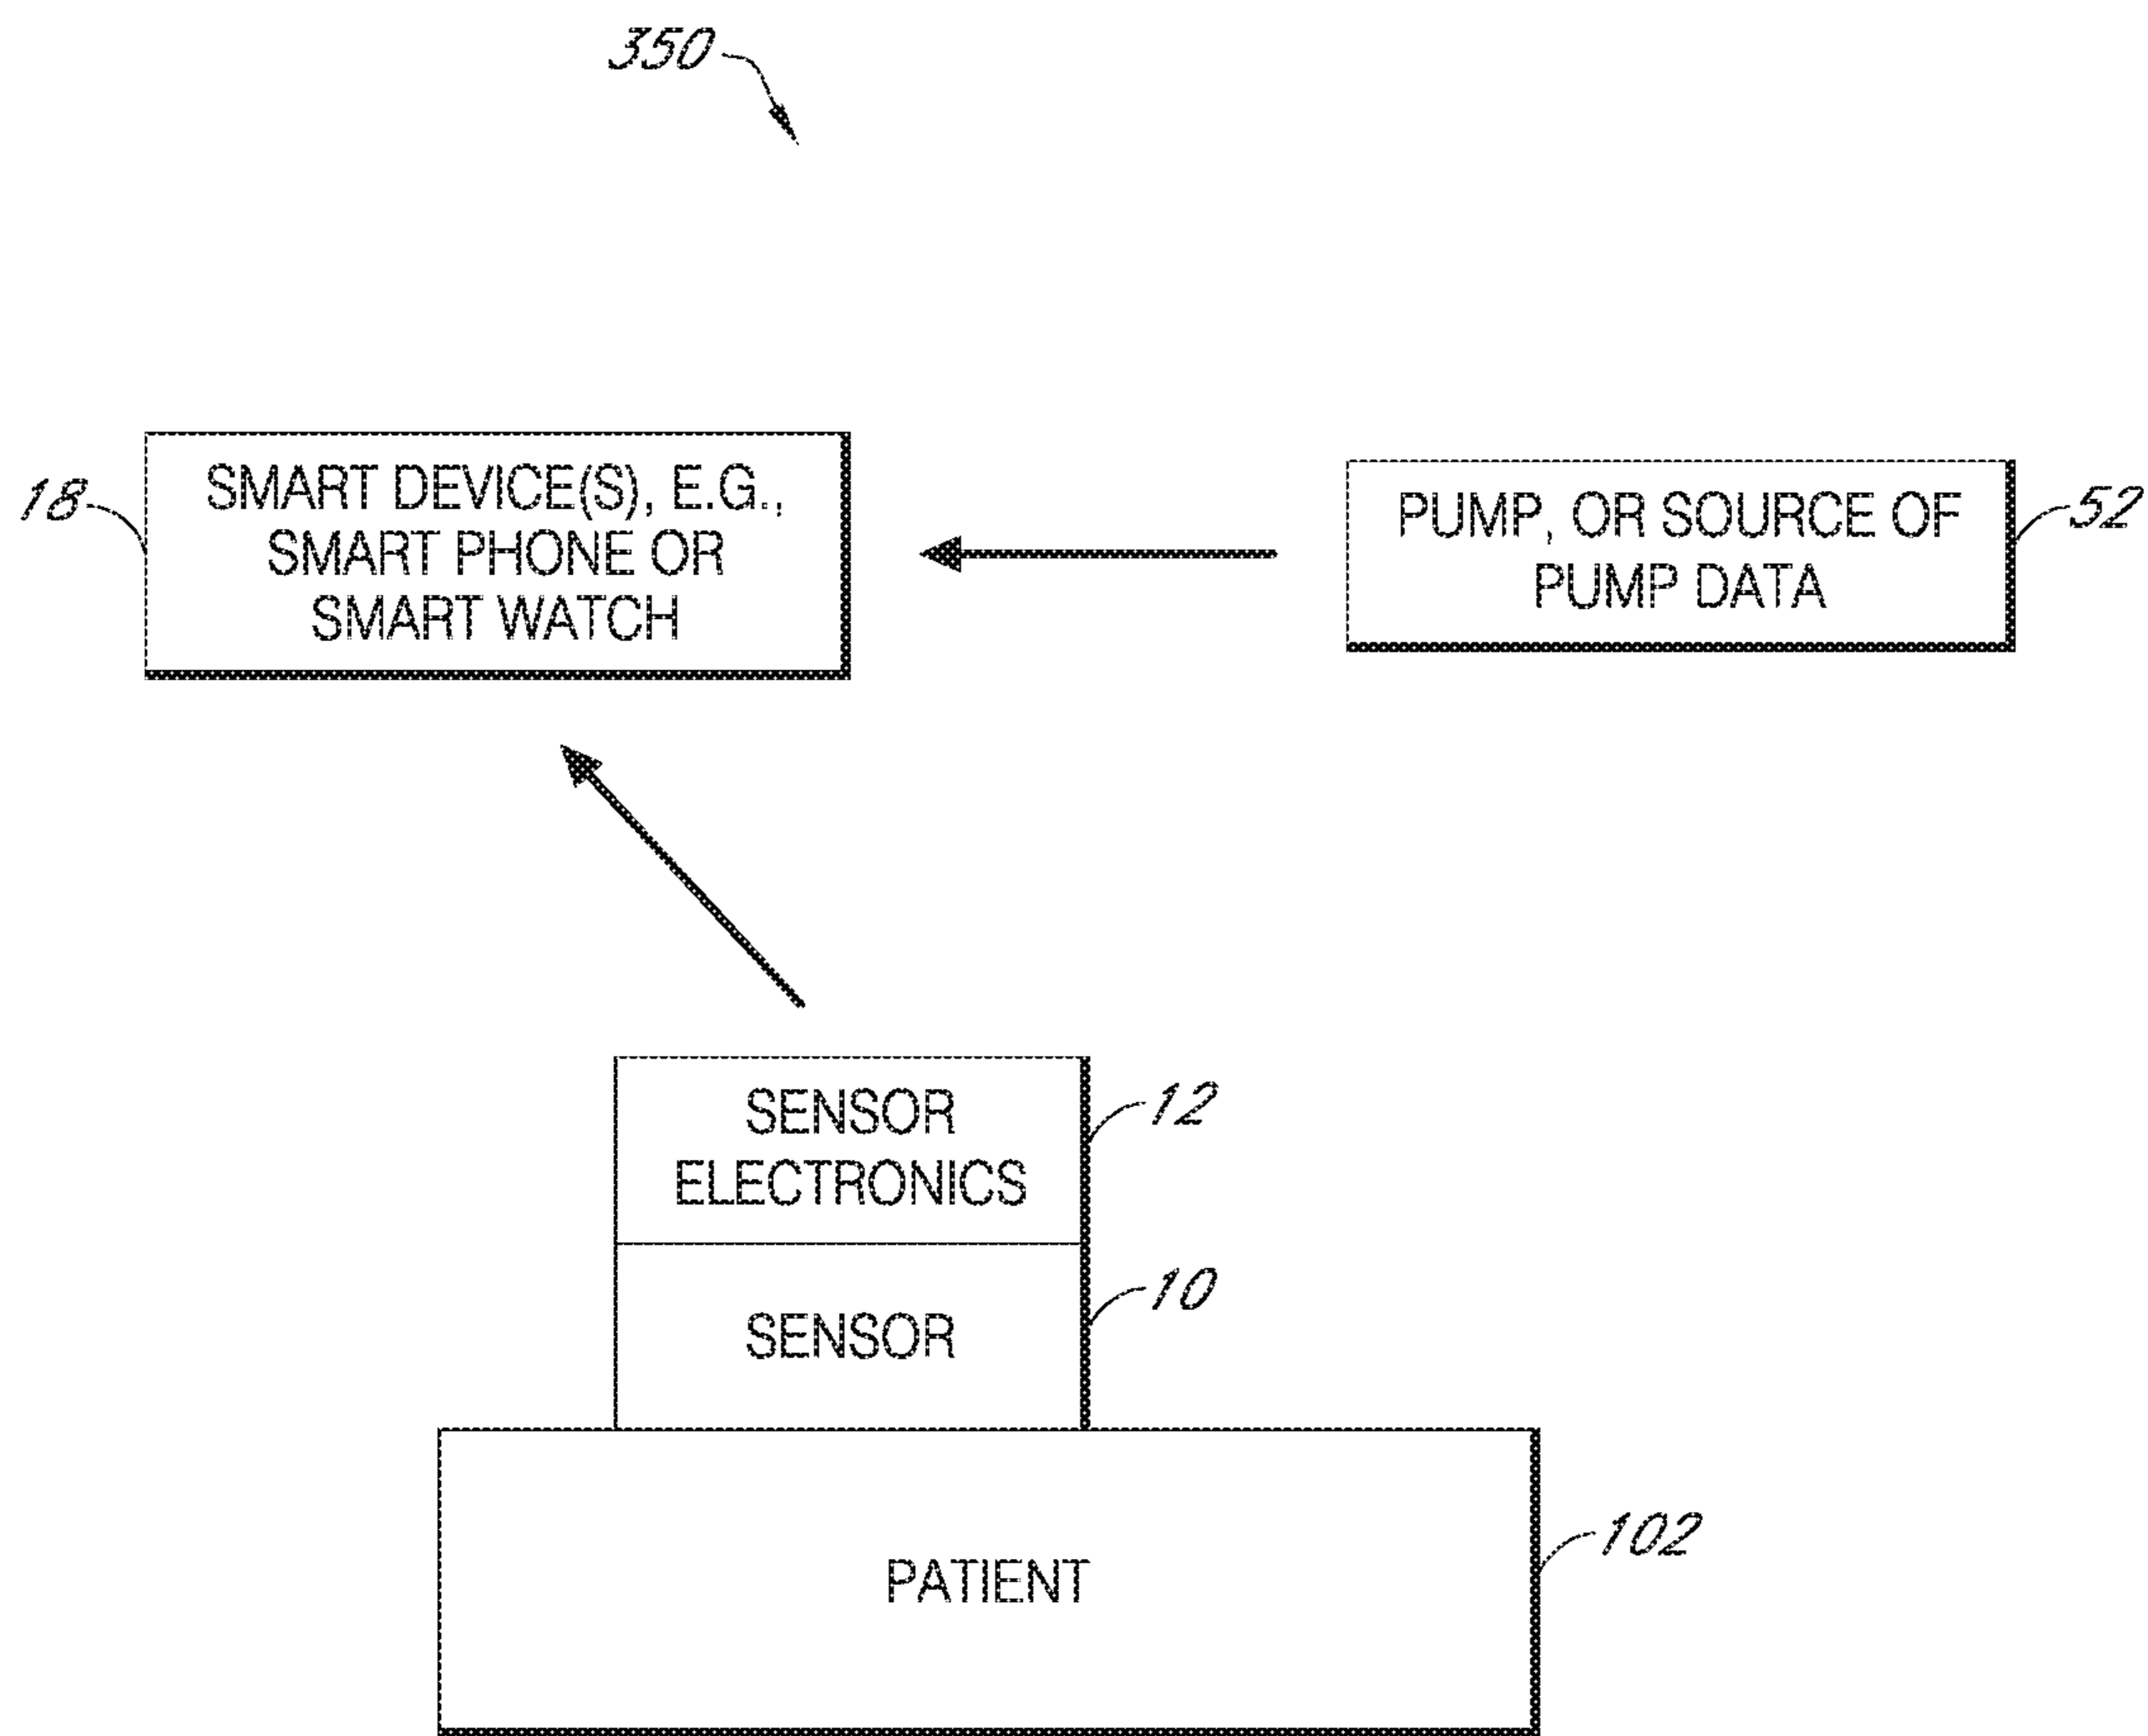 350
18
SMART DEVICE(S), E.G.,
SMART PHONE OR
SMART WATCH
PUMP, OR SOURCE OF
PUMP DATA
52
SENSOR
ELECTRONICS
12
SENSOR
10
PATIENT
102